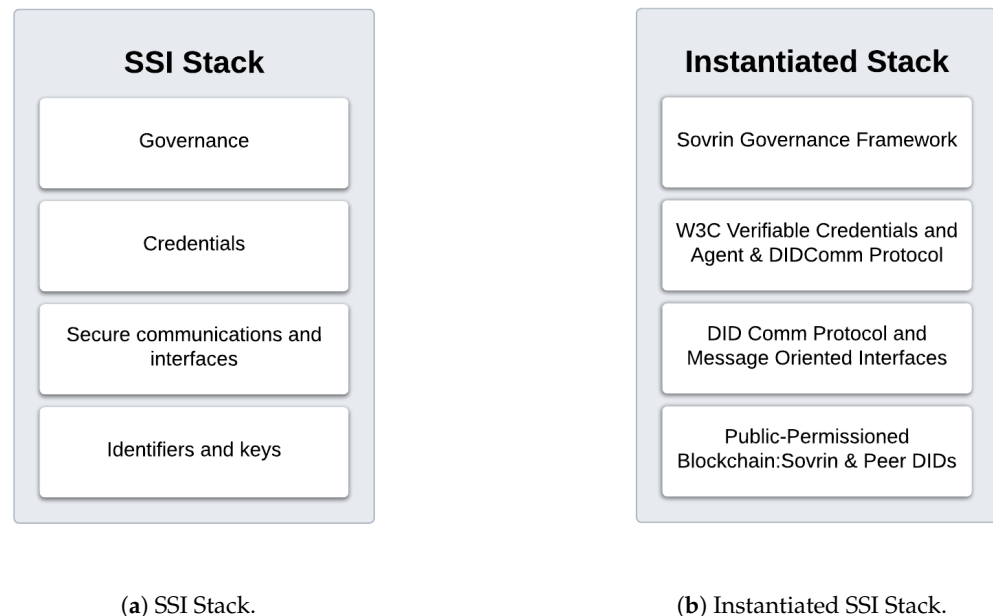 SSI Stack
Governance
Credentials
Secure communications and
interfaces
Identifiers and keys
(a) SSI Stack.
Instantiated Stack
Sovrin Governance Framework
W3C Verifiable Credentials and
Agent & DIDComm Protocol
DID Comm Protocol and
Message Oriented Interfaces
Public-Permissioned
Blockchain:Sovrin & Peer DIDs
(b) Instantiated SSI Stack.